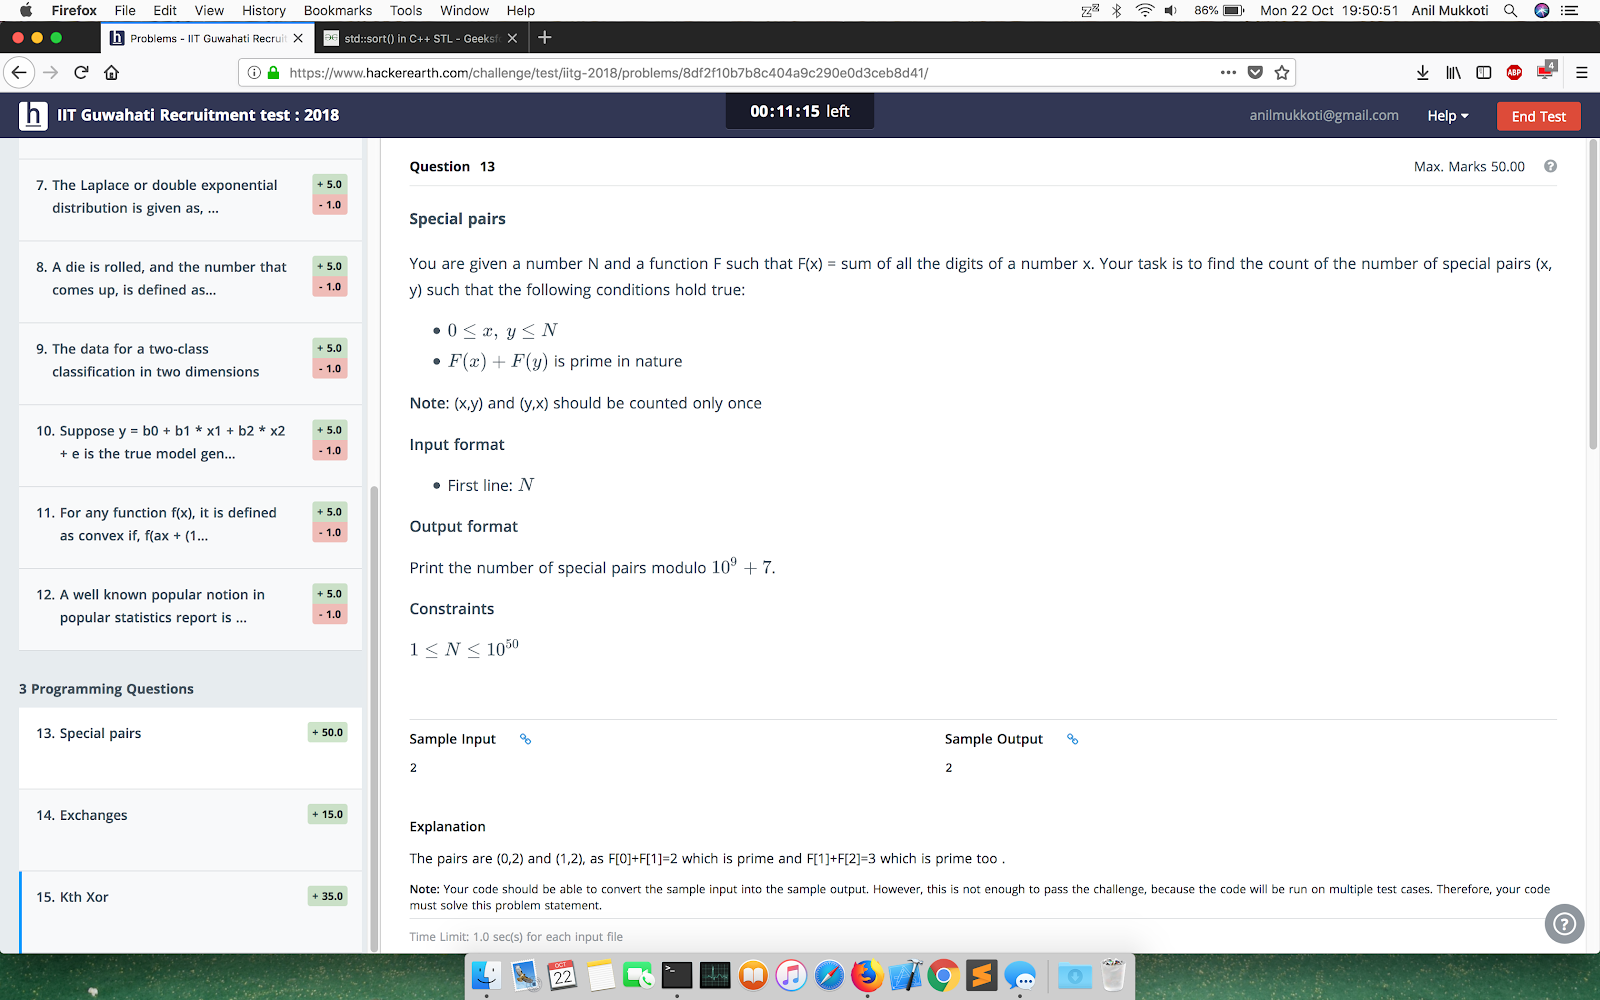 Firefox File Edit View History Bookmarks Tools Window Help 86% Mon 22 Oct 19:50:51 Anil Mukkoti
Problems - IIT Guwahati Recruit
std::sort() in C++ STL - Geeksf
https://www.hackerearth.com/challenge/test/iitg-2018/problems/8df2f10b7b8c404a9c290e0d3ceb8d41/
ABP 4
h IIT Guwahati Recruitment test : 2018
00:11:15 left
anilmukkoti@gmail.com Help End Test
7. The Laplace or double exponential
distribution is given as, ...
+ 5.0
- 1.0
8. A die is rolled, and the number that
comes up, is defined as...
+ 5.0
- 1.0
9. The data for a two-class
classification in two dimensions
+ 5.0
- 1.0
10. Suppose y = b0 + b1 * x1 + b2 * x2
+ e is the true model gen...
+ 5.0
- 1.0
11. For any function f(x), it is defined
as convex if, f(ax + (1...
+ 5.0
- 1.0
12. A well known popular notion in
popular statistics report is ...
+ 5.0
- 1.0
3 Programming Questions
13. Special pairs
+ 50.0
14. Exchanges
+ 15.0
15. Kth Xor
+ 35.0
Question 13
Max. Marks 50.00 ?
Special pairs
You are given a number N and a function F such that F(x) = sum of all the digits of a number x. Your task is to find the count of the number of special pairs (x,
y) such that the following conditions hold true:
• 0 ≤ x, y ≤ N
• F(x) + F(y) is prime in nature
Note: (x,y) and (y,x) should be counted only once
Input format
• First line: N
Output format
Print the number of special pairs modulo 10⁹ + 7.
Constraints
1 ≤ N ≤ 10⁵⁰
Sample Input
2
Sample Output
2
Explanation
The pairs are (0,2) and (1,2), as F[0]+F[1]=2 which is prime and F[1]+F[2]=3 which is prime too .
Note: Your code should be able to convert the sample input into the sample output. However, this is not enough to pass the challenge, because the code will be run on multiple test cases. Therefore, your code
must solve this problem statement.
Time Limit: 1.0 sec(s) for each input file
?
OCT
22